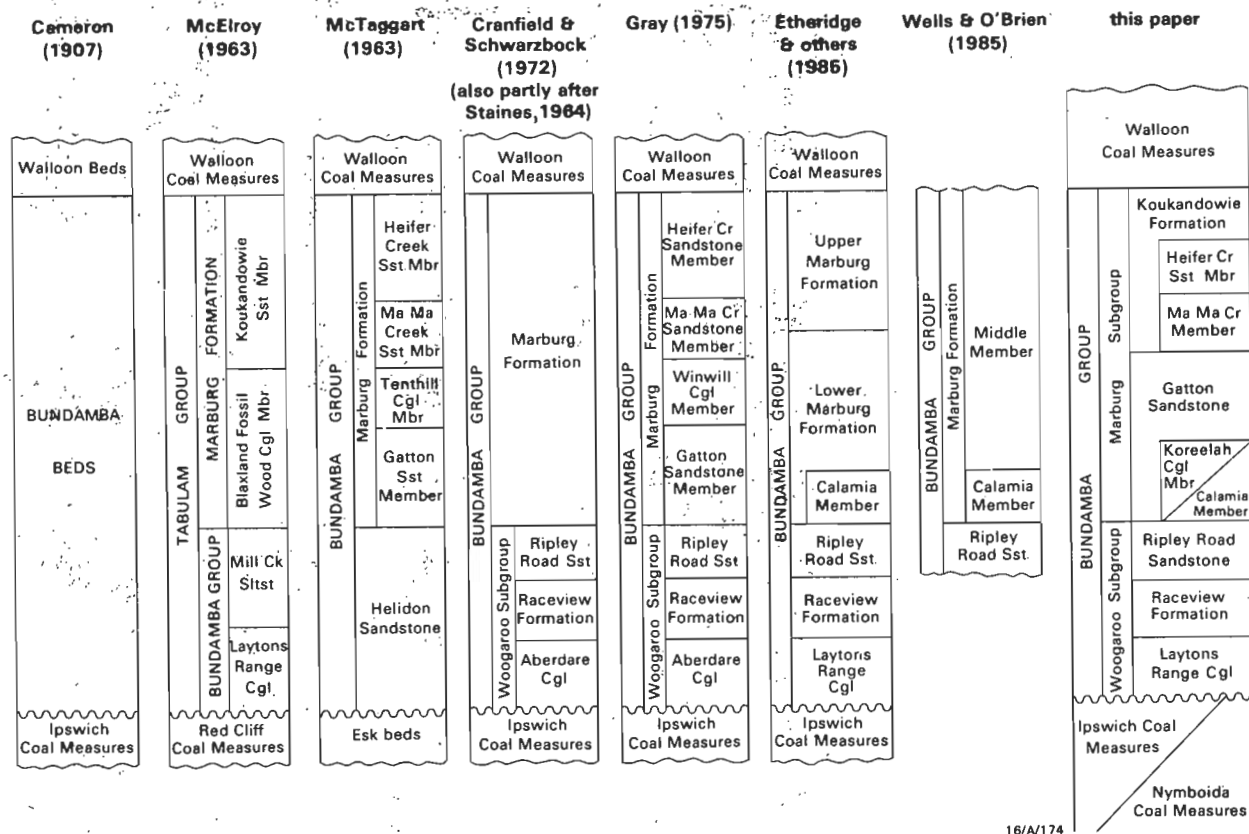 Cameron
(1907)
Walloon Beds
BUNDAMBA
BEDS
Ipswich
Coal Measures
McElroy
(1963)
Walloon
Coal Measures
TABULAM GROUP
MARBURG FORMATION
Koukandowie
Sst Mbr
Blaxland Fossil
Wood Cgl Mbr
BUNDAMBA GROUP
Mill Ck
Sltst
Laytons
Range
Cgl
Red Cliff
Coal Measures
McTaggart
(1963)
Walloon
Coal Measures
BUNDAMBA GROUP
Marburg Formation
Heifer
Creek
Sst Mbr
Ma Ma
Creek
Sst Mbr
Tenthill
Cgl
Mbr
Gatton
Sst
Member
Helidon
Sandstone
Esk beds
Cranfield &
Schwarzbock
(1972)
(also partly after
Staines, 1964)
Walloon
Coal Measures
BUNDAMBA GROUP
Marburg
Formation
Woogaroo Subgroup
Ripley
Road Sst
Raceview
Formation
Aberdare
Cgl
Ipswich
Coal Measures
Gray (1975)
Walloon
Coal Measures
BUNDAMBA GROUP
Marburg Formation
Heifer Cr
Sandstone
Member
Ma Ma Cr
Sandstone
Member
Winwill
Cgl
Member
Gatton
Sandstone
Member
Woogaroo Subgroup
Ripley
Road Sst
Raceview
Formation
Aberdare
Cgl
Ipswich
Coal Measures
Etheridge
& others
(1986)
Walloon
Coal Measures
BUNDAMBA GROUP
Upper
Marburg
Formation
Lower
Marburg
Formation
Calamia
Member
Ripley
Road Sst.
Raceview
Formation
Laytons
Range
Cgl
Ipswich
Coal Measures
Wells & O'Brien
(1985)
BUNDAMBA GROUP
Marburg Formation
Middle
Member
Calamia
Member
Ripley
Road Sst.
this paper
Walloon
Coal Measures
BUNDAMBA GROUP
Marburg Subgroup
Koukandowie
Formation
Heifer Cr
Sst Mbr
Ma Ma Cr
Member
Gatton
Sandstone
Koreelah
Cgl
Mbr
Calamia
Member
Woogaroo Subgroup
Ripley Road
Sandstone
Raceview
Formation
Laytons
Range Cgl
Ipswich Coal
Measures
Nymboida
Coal Measures
16/A/174